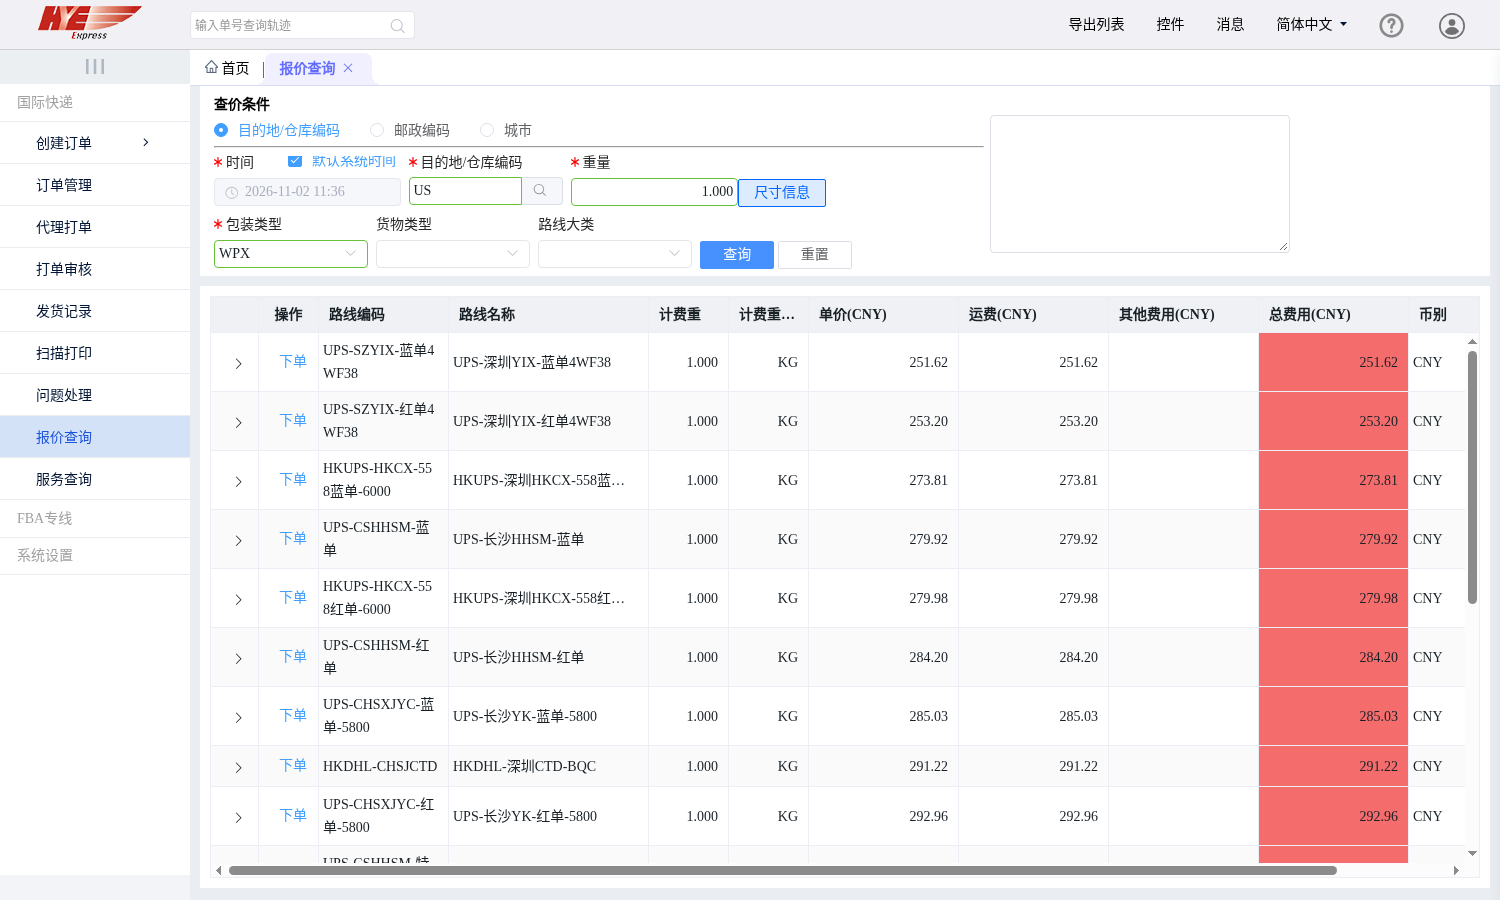 HYE
Express
输入单号查询轨迹
导出列表 控件 消息 简体中文
国际快递
创建订单
订单管理
代理打单
打单审核
发货记录
扫描打印
问题处理
报价查询
服务查询
FBA专线
系统设置
首页 | 报价查询
查价条件
目的地/仓库编码 邮政编码 城市
* 时间 默认系统时间 * 目的地/仓库编码 * 重量
2026-11-02 11:36 US 1.000 尺寸信息
* 包装类型 货物类型 路线大类
WPX 查询 重置
操作 路线编码 路线名称 计费重 计费重... 单价(CNY) 运费(CNY) 其他费用(CNY) 总费用(CNY) 币别
下单 UPS-SZYIX-蓝单4 UPS-深圳YIX-蓝单4WF38 1.000 KG 251.62 251.62 251.62 CNY
WF38
下单 UPS-SZYIX-红单4 UPS-深圳YIX-红单4WF38 1.000 KG 253.20 253.20 253.20 CNY
WF38
下单 HKUPS-HKCX-55 HKUPS-深圳HKCX-558蓝... 1.000 KG 273.81 273.81 273.81 CNY
8蓝单-6000
下单 UPS-CSHHSM-蓝 UPS-长沙HHSM-蓝单 1.000 KG 279.92 279.92 279.92 CNY
单
下单 HKUPS-HKCX-55 HKUPS-深圳HKCX-558红... 1.000 KG 279.98 279.98 279.98 CNY
8红单-6000
下单 UPS-CSHHSM-红 UPS-长沙HHSM-红单 1.000 KG 284.20 284.20 284.20 CNY
单
下单 UPS-CHSXJYC-蓝 UPS-长沙YK-蓝单-5800 1.000 KG 285.03 285.03 285.03 CNY
单-5800
下单 HKDHL-CHSJCTD HKDHL-深圳CTD-BQC 1.000 KG 291.22 291.22 291.22 CNY
下单 UPS-CHSXJYC-红 UPS-长沙YK-红单-5800 1.000 KG 292.96 292.96 292.96 CNY
单-5800
UPS-CSHHSM-特